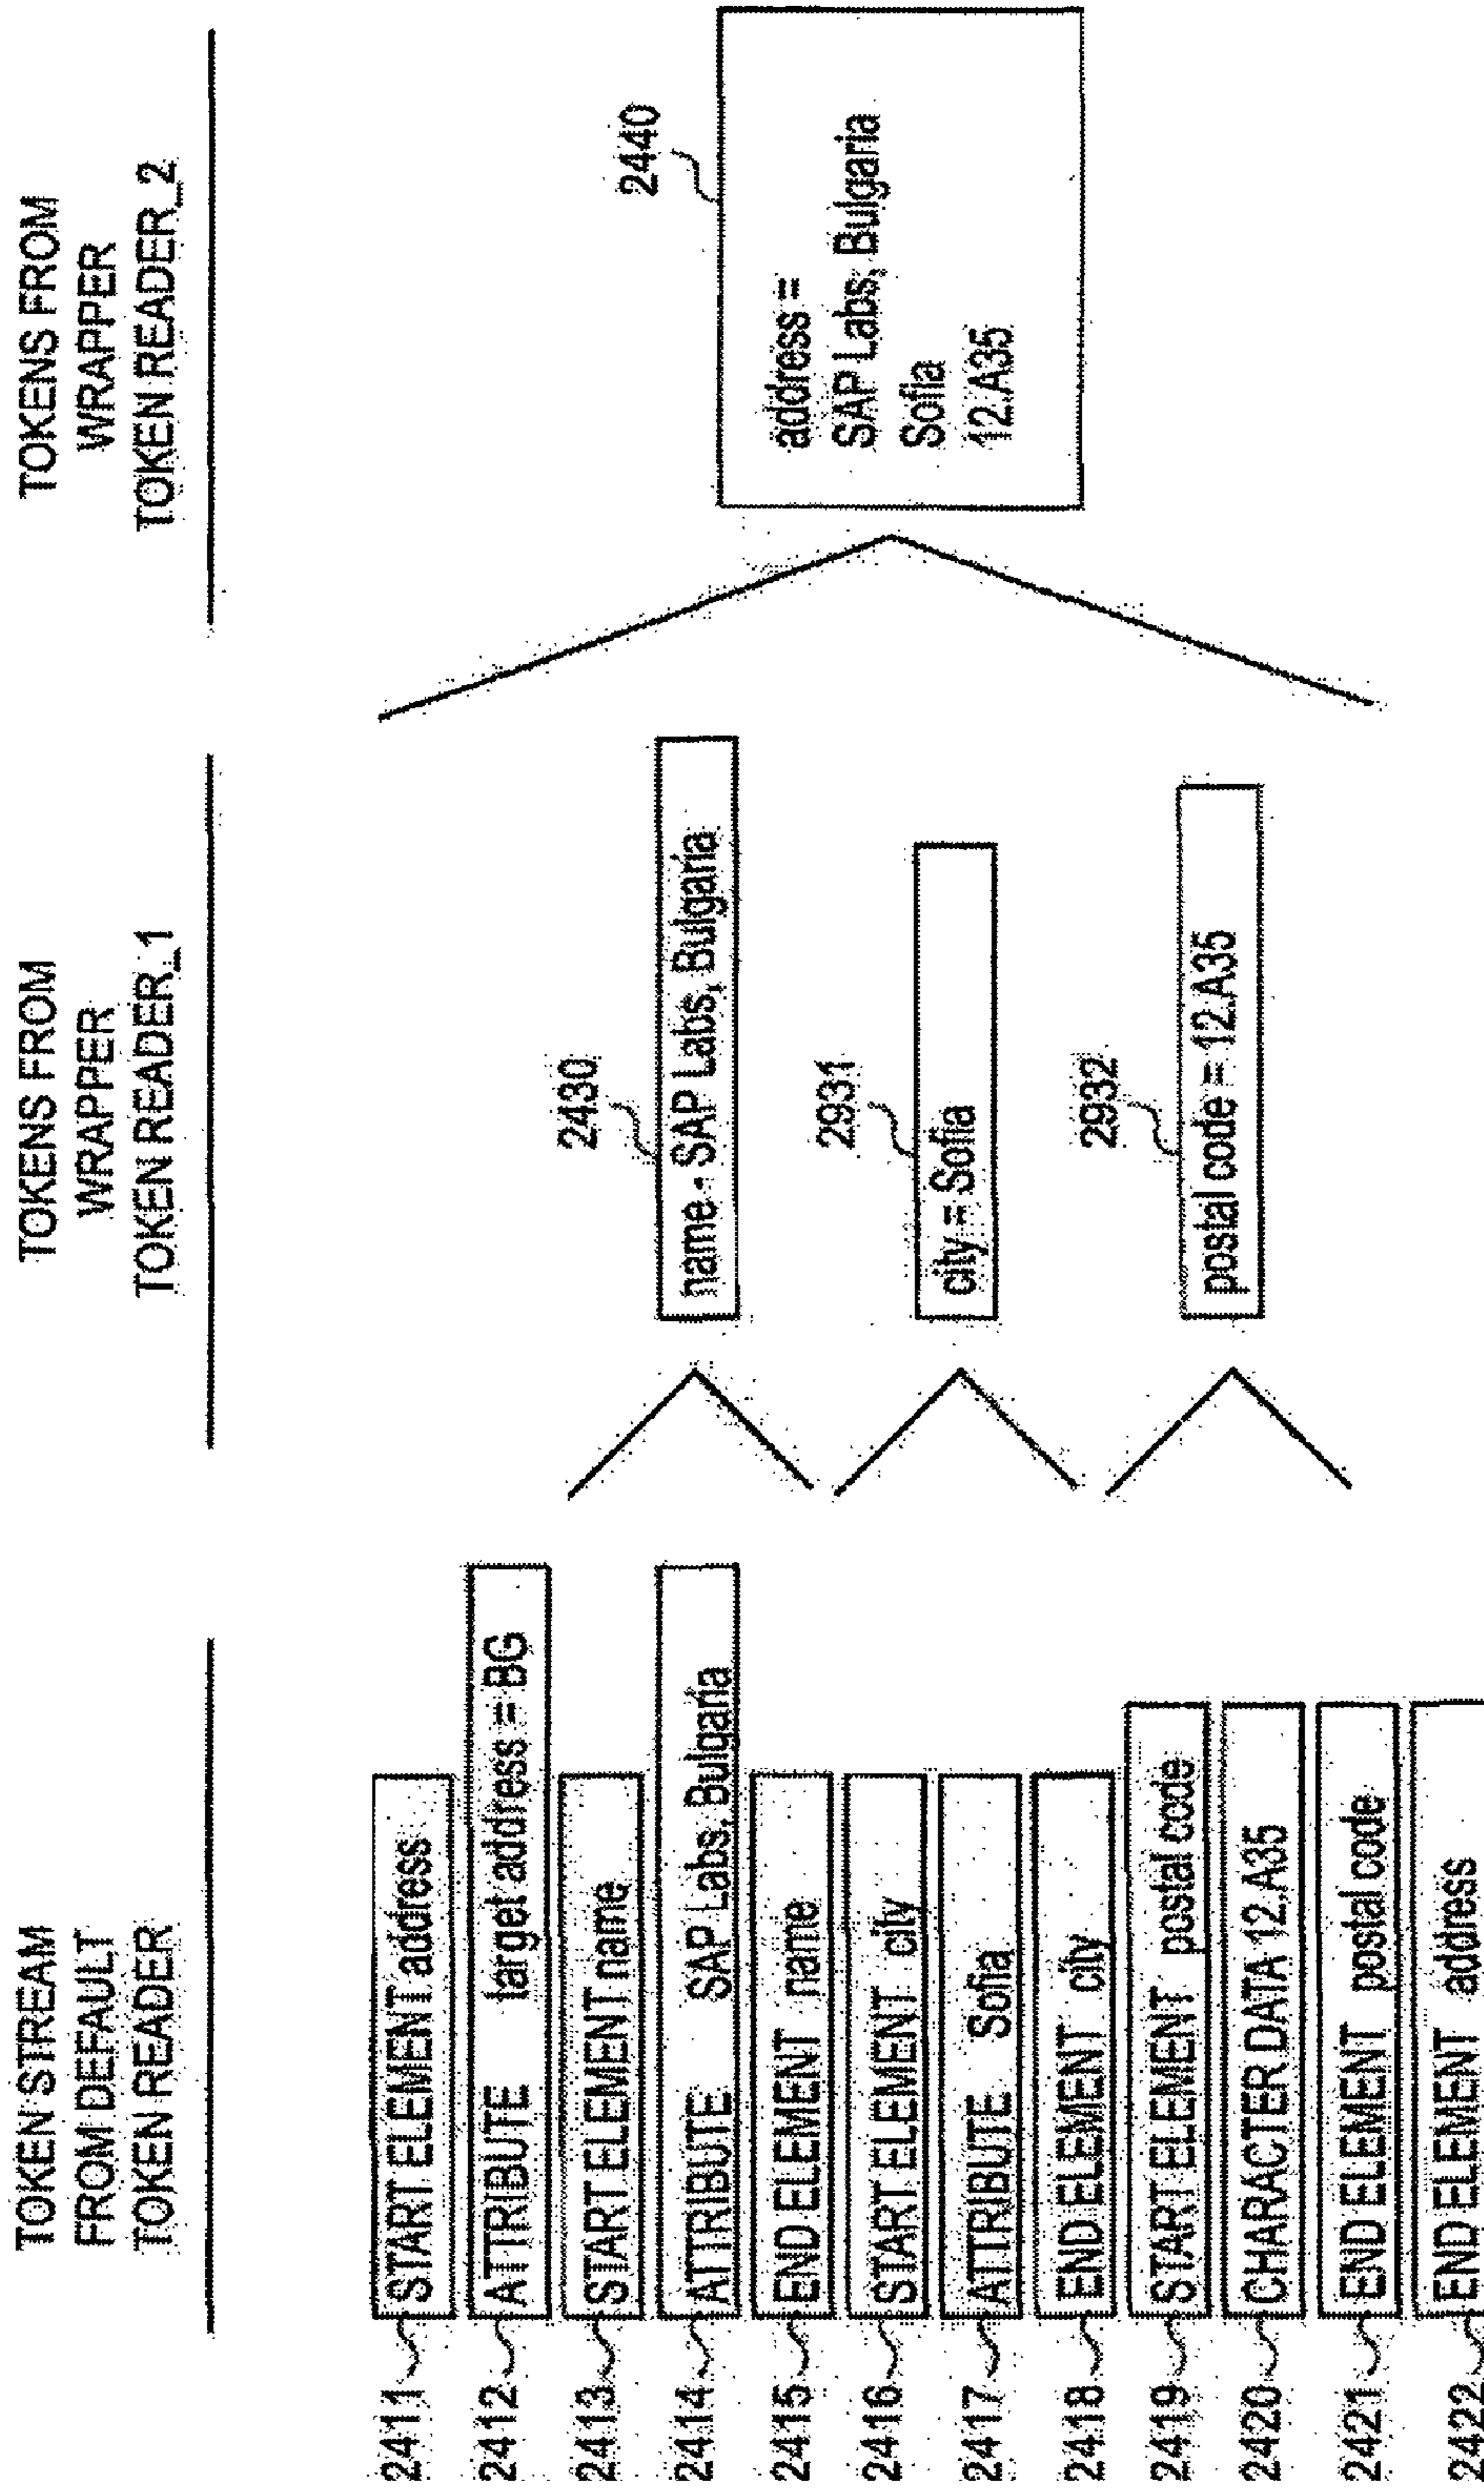 TOKEN STREAM
FROM DEFAULT
TOKEN READER
2411 START ELEMENT address
2412 ATTRIBUTE target address = BG
2413 START ELEMENT name
2414 ATTRIBUTE SAP Labs, Bulgaria
2415 END ELEMENT name
2416 START ELEMENT city
2417 ATTRIBUTE Sofia
2418 END ELEMENT city
2419 START ELEMENT postal code
2420 CHARACTER DATA 12.A35
2421 END ELEMENT postal code
2422 END ELEMENT address
TOKENS FROM
WRAPPER
TOKEN READER_1
2430
name - SAP Labs, Bulgaria
2931
city = Sofia
2932
postal code = 12.A35
TOKENS FROM
WRAPPER
TOKEN READER_2
2440
address =
SAP Labs, Bulgaria
Sofia
12.A35